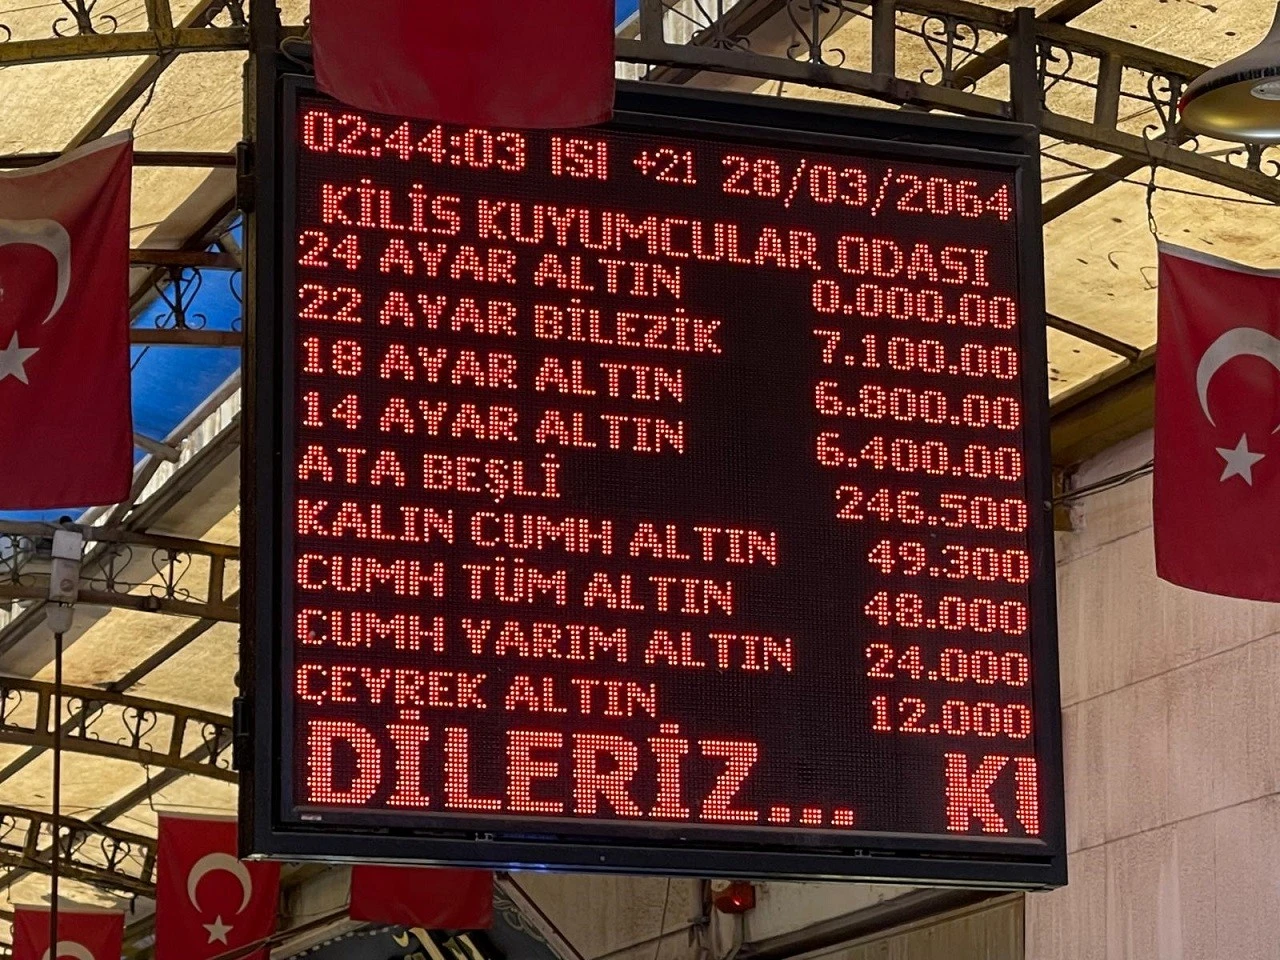 02:44:03 ISI +21 28/03/2064
KİLİS KUYUMCULAR ODASI
24 AYAR ALTIN 0.000.00
22 AYAR BİLEZİK 7.100.00
18 AYAR ALTIN 6.800.00
14 AYAR ALTIN 6.400.00
ATA BEŞLİ 246.500
KALIN CUMH ALTIN 49.300
CUMH TÜM ALTIN 48.000
CUMH YARIM ALTIN 24.000
ÇEYREK ALTIN 12.000
DİLERİZ...